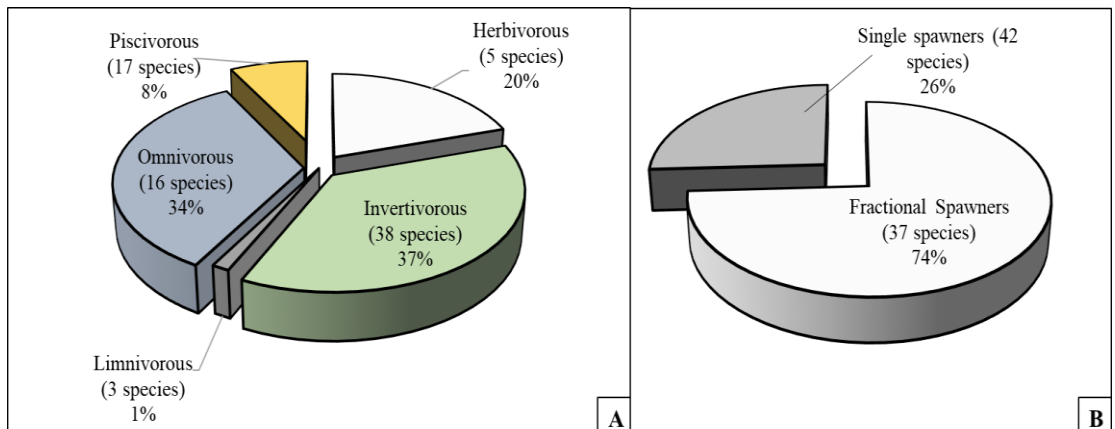 Piscivorous
(17 species)
8%
Herbivorous
(5 species)
20%
Omnivorous
(16 species)
34%
Invertivorous
(38 species)
37%
Limnivorous
(3 species)
1%
A
Single spawners (42
species)
26%
Fractional Spawners
(37 species)
74%
B